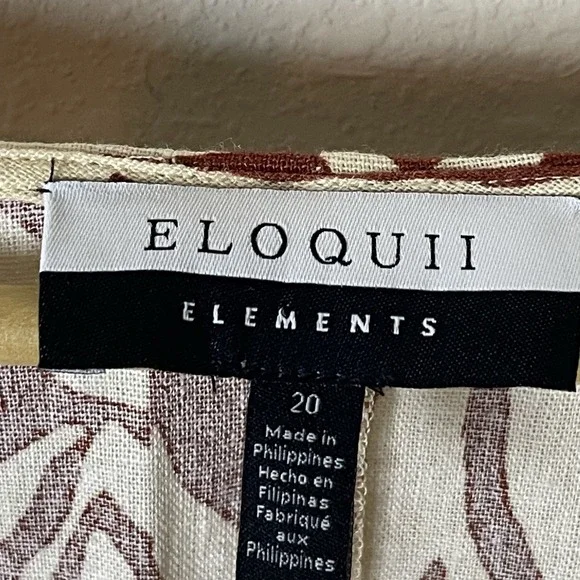 ELOQUII
ELEMENTS
20
Made in
Philippines
Hecho en
Filipinas
Fabriqué
aux
Philippines